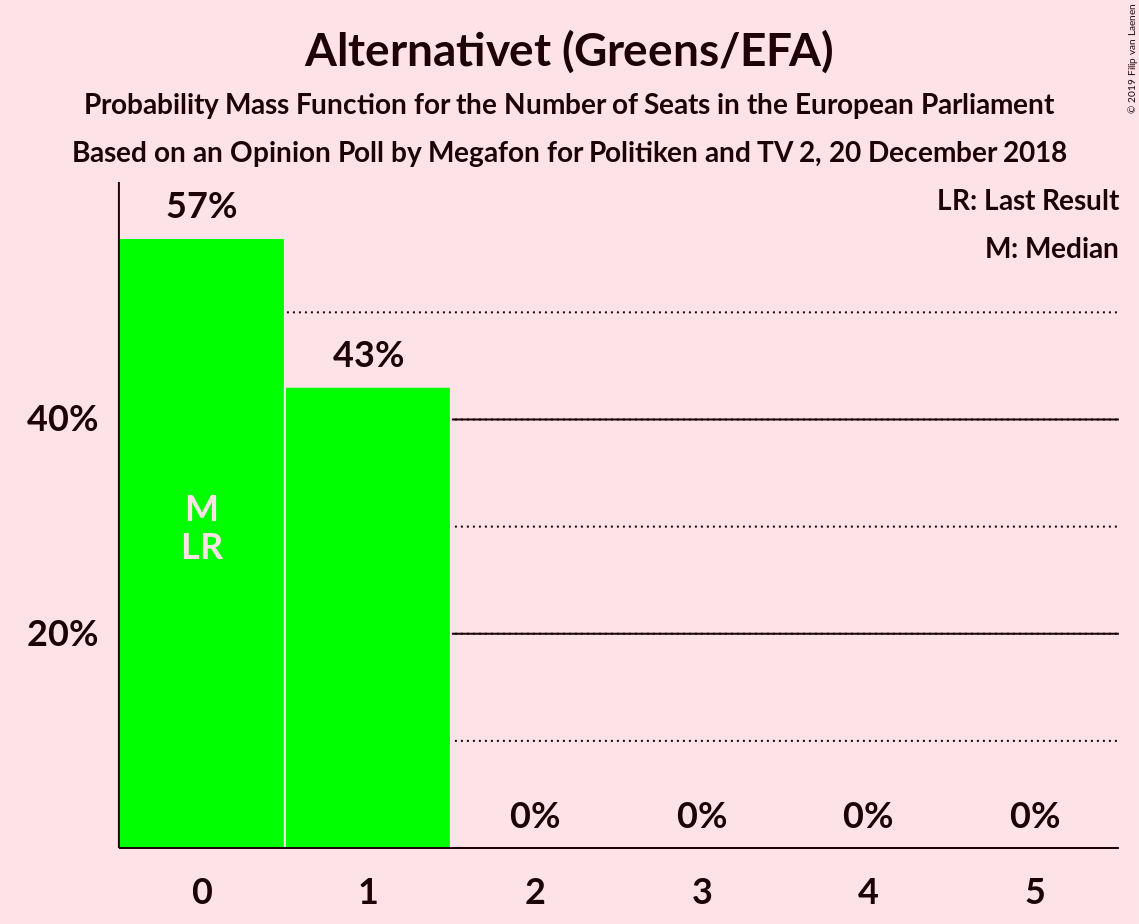 Alternativet (Greens/EFA)
Probability Mass Function for the Number of Seats in the European Parliament
Based on an Opinion Poll by Megafon for Politiken and TV 2, 20 December 2018
© 2019 Filip van Laenen
LR: Last Result
M: Median
57%
43%
40%
M
LR
20%
0%
0%
0%
0%
0
1
2
3
4
5